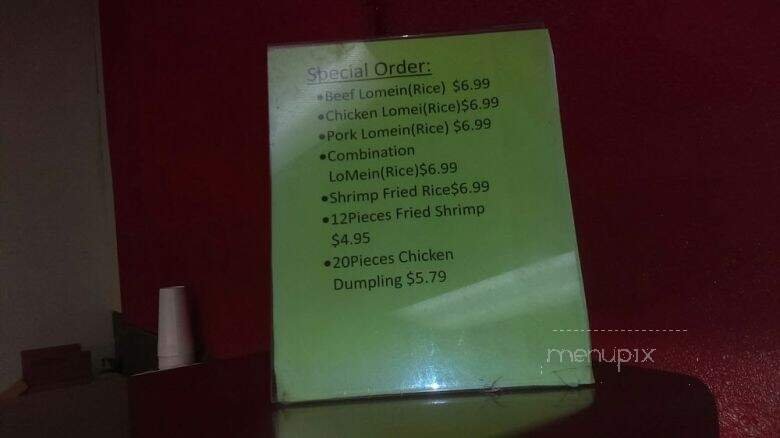 Special Order:
•Beef Lomein(Rice) $6.99
•Chicken Lomei(Rice)$6.99
•Pork Lomein(Rice) $6.99
•Combination
LoMein(Rice)$6.99
•Shrimp Fried Rice$6.99
•12Pieces Fried Shrimp
$4.95
•20Pieces Chicken
Dumpling $5.79
menupix